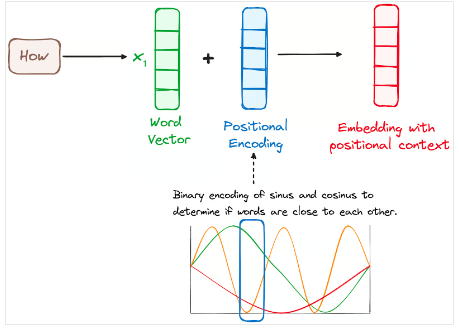 How
x1
+
Word
Vector
Positional
Encoding
Embedding with
positional context
Binary encoding of sinus and cosinus to
determine if words are close to each other.